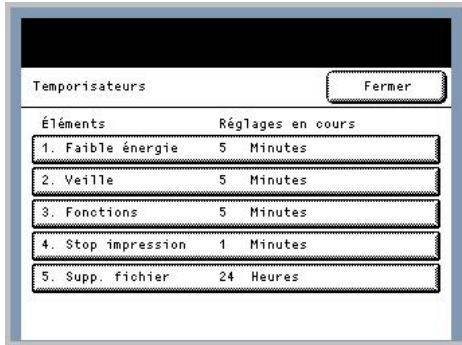 Temporisateurs Fermer
Éléments Réglages en cours
1. Faible énergie 5 Minutes
2. Veille 5 Minutes
3. Fonctions 5 Minutes
4. Stop impression 1 Minutes
5. Supp. fichier 24 Heures